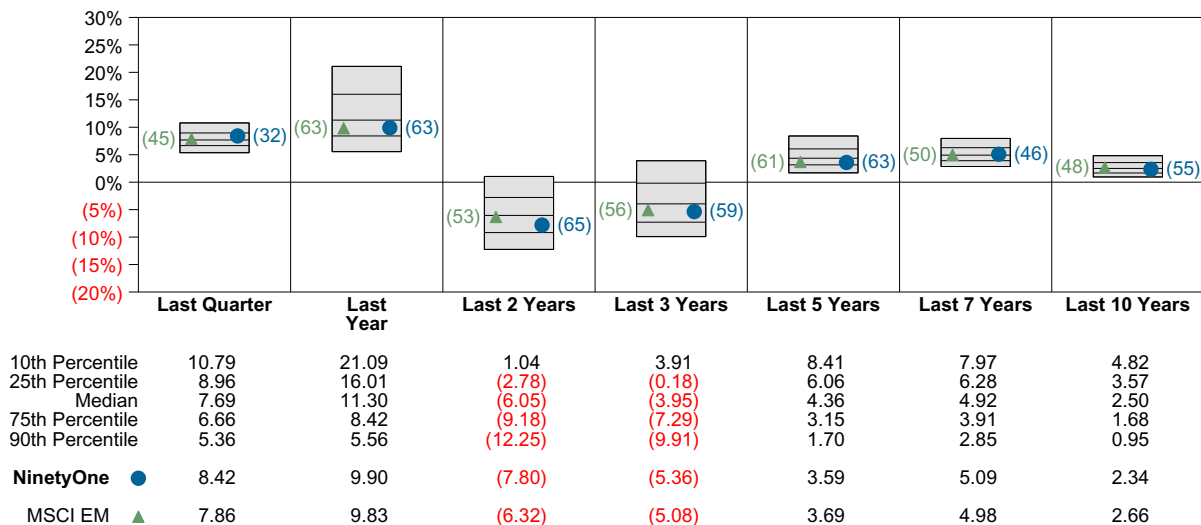 30%
25%
20%
15%
10%
5%
0%
(5%)
(10%)
(15%)
(20%)
(45) (32)
(63) (63)
(53) (65)
(56) (59)
(61) (63)
(50) (46)
(48) (55)
Last Quarter Last Year Last 2 Years Last 3 Years Last 5 Years Last 7 Years Last 10 Years
10th Percentile 10.79 21.09 1.04 3.91 8.41 7.97 4.82
25th Percentile 8.96 16.01 (2.78) (0.18) 6.06 6.28 3.57
Median 7.69 11.30 (6.05) (3.95) 4.36 4.92 2.50
75th Percentile 6.66 8.42 (9.18) (7.29) 3.15 3.91 1.68
90th Percentile 5.36 5.56 (12.25) (9.91) 1.70 2.85 0.95
NinetyOne 8.42 9.90 (7.80) (5.36) 3.59 5.09 2.34
MSCI EM 7.86 9.83 (6.32) (5.08) 3.69 4.98 2.66